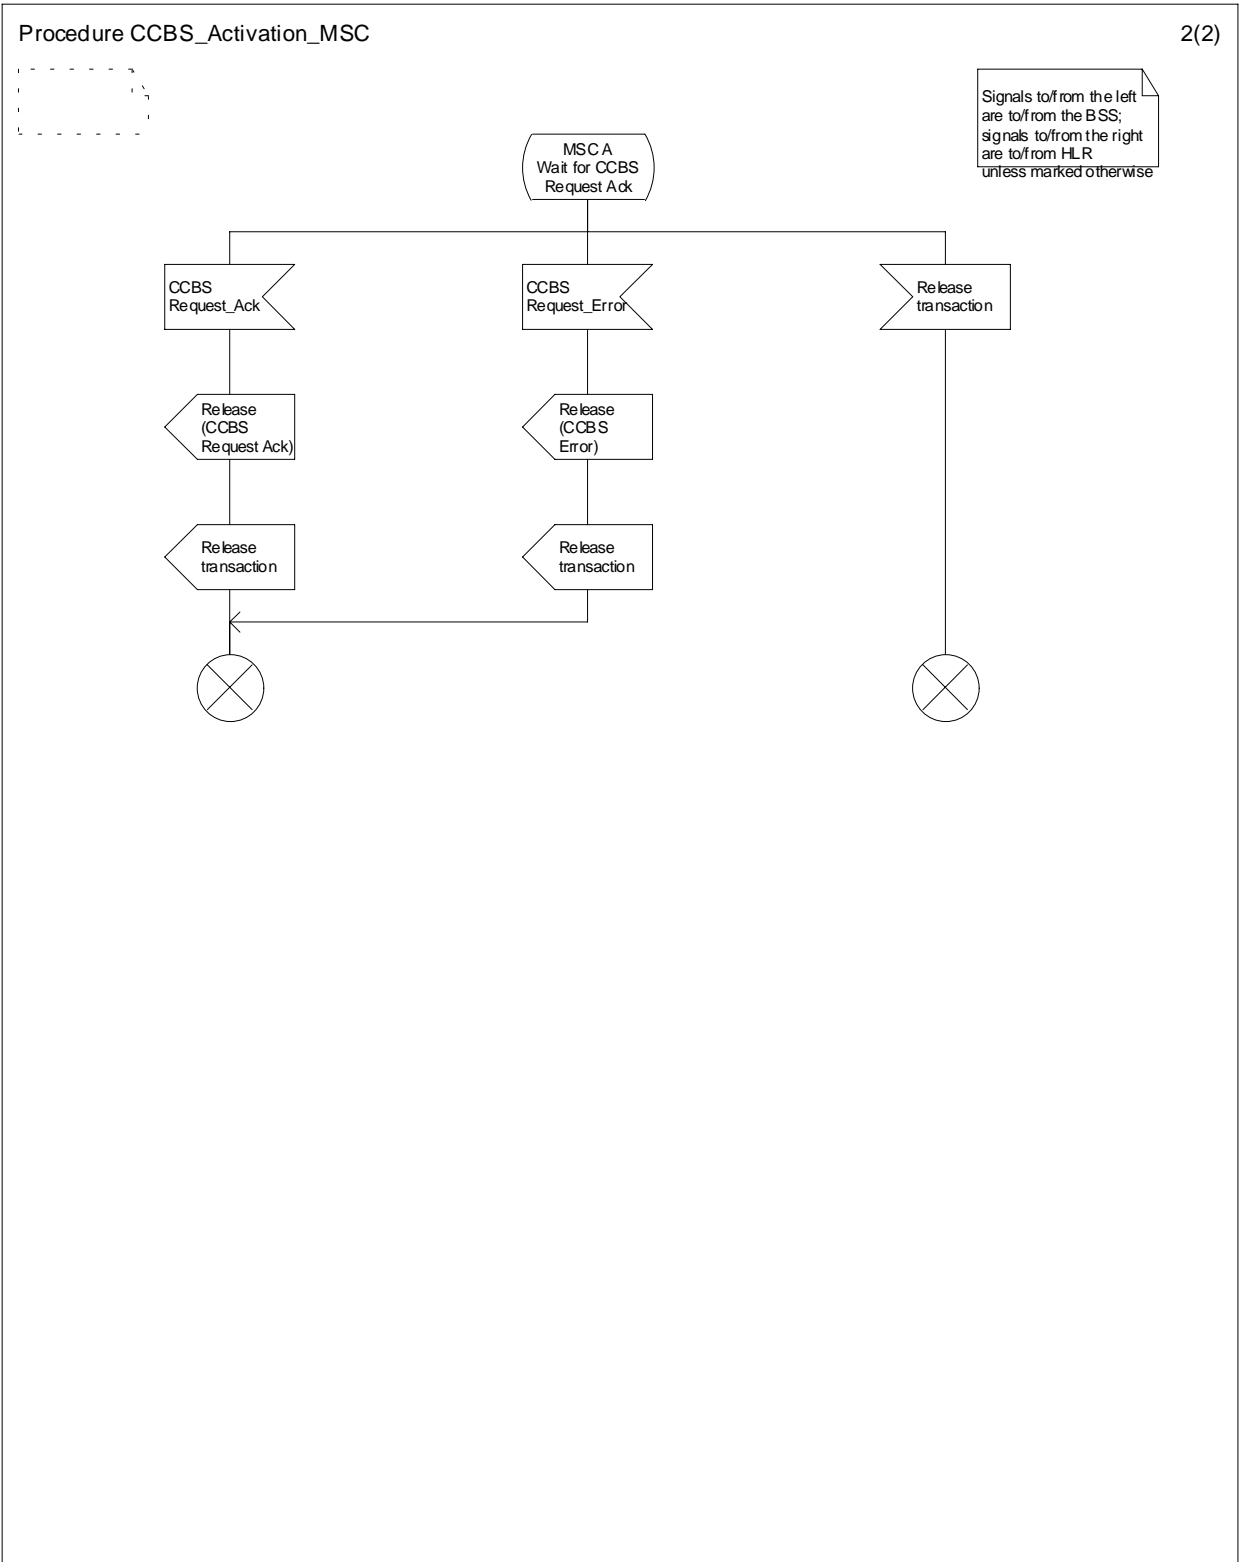 Procedure CCBS_Activation_MSC
2(2)
Signals to/from the left
are to/from the BSS;
signals to/from the right
are to/from HLR
unless marked otherwise
MSC A
Wait for CCBS
Request Ack
CCBS
Request_Ack
CCBS
Request_Error
Release
transaction
Release
(CCBS
Request Ack)
Release
(CCBS
Error)
Release
transaction
Release
transaction